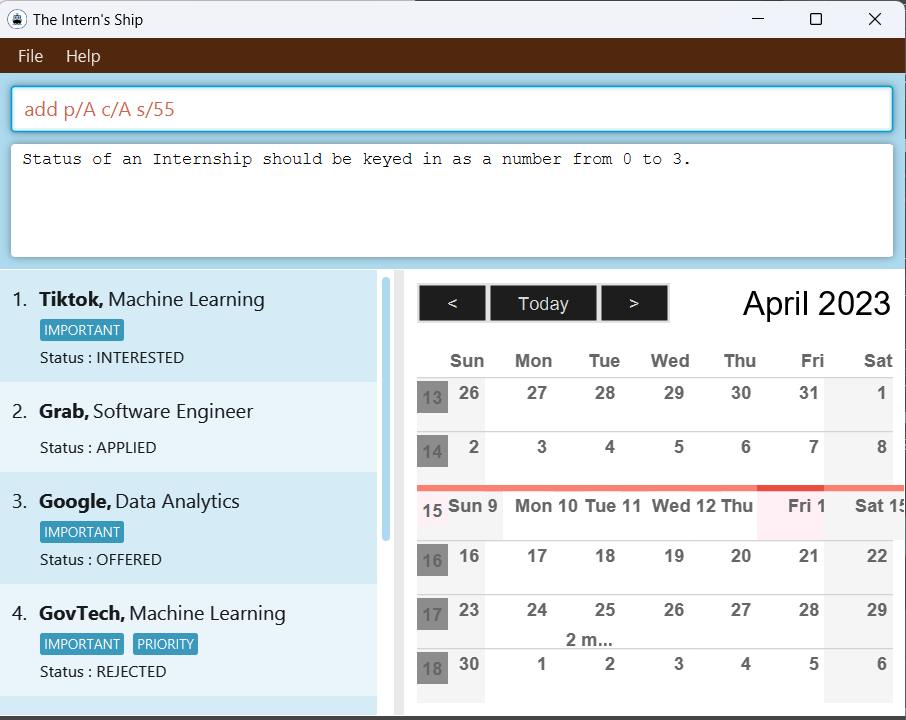 The Intern's Ship
File Help
add p/A c/A s/55
Status of an Internship should be keyed in as a number from 0 to 3.
1. Tiktok, Machine Learning
IMPORTANT
Status : INTERESTED
2. Grab, Software Engineer
Status : APPLIED
3. Google, Data Analytics
IMPORTANT
Status : OFFERED
4. GovTech, Machine Learning
IMPORTANT PRIORITY
Status : REJECTED
< Today > April 2023
Sun Mon Tue Wed Thu Fri Sat
13 26 27 28 29 30 31 1
14 2 3 4 5 6 7 8
15 Sun 9 Mon 10 Tue 11 Wed 12 Thu Fri 1 Sat 15
16 16 17 18 19 20 21 22
17 23 24 25 26 27 28 29
2 m...
18 30 1 2 3 4 5 6